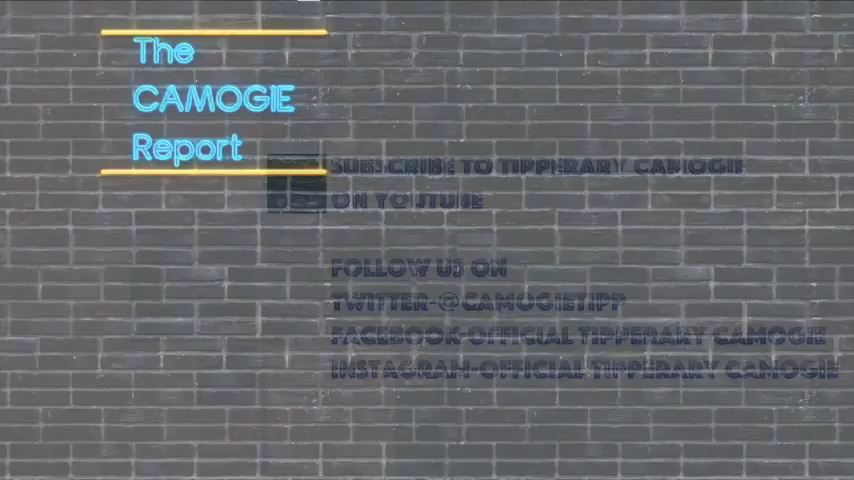 The
CAMOGIE
Report
SUBSCRIBE TO TIPPERARY CAMOGIE
ON YOUTUBE
FOLLOW US ON
TWITTER-@CAMOGIETIPP
FACEBOOK-OFFICIAL TIPPERARY CAMOGIE
INSTAGRAM-OFFICIAL TIPPERARY CAMOGIE